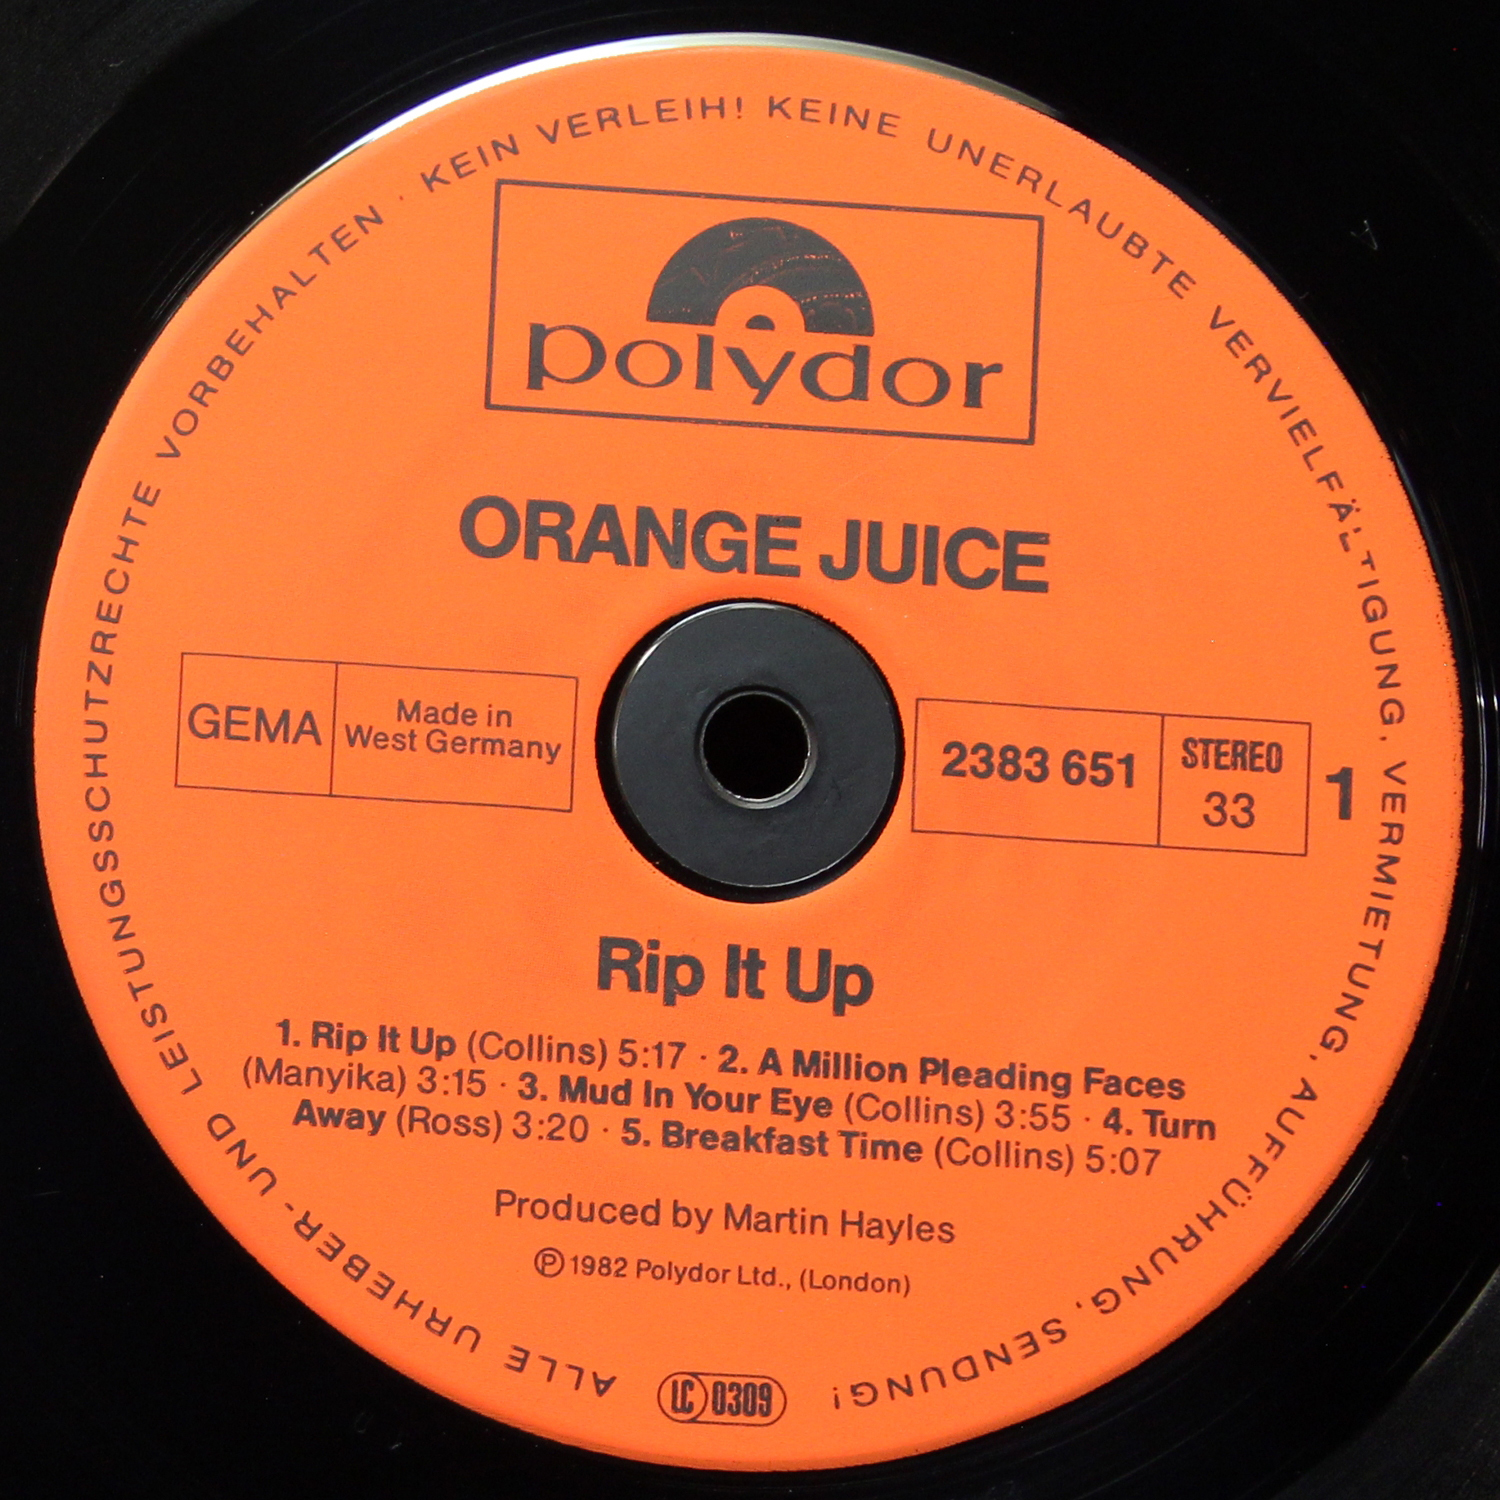 ALLE URHEBER- UND LEISTUNGSSCHUTZRECHTE VORBEHALTEN · KEIN VERLEIH! KEINE UNERLAUBTE VERVIELFÄLTIGUNG, VERMIETUNG, AUFFÜHRUNG, SENDUNG!
polydor
ORANGE JUICE
GEMA
Made in
West Germany
2383 651
STEREO
33
1
Rip It Up
1. Rip It Up (Collins) 5:17 · 2. A Million Pleading Faces
(Manyika) 3:15 · 3. Mud In Your Eye (Collins) 3:55 · 4. Turn
Away (Ross) 3:20 · 5. Breakfast Time (Collins) 5:07
Produced by Martin Hayles
℗ 1982 Polydor Ltd., (London)
LC 0309